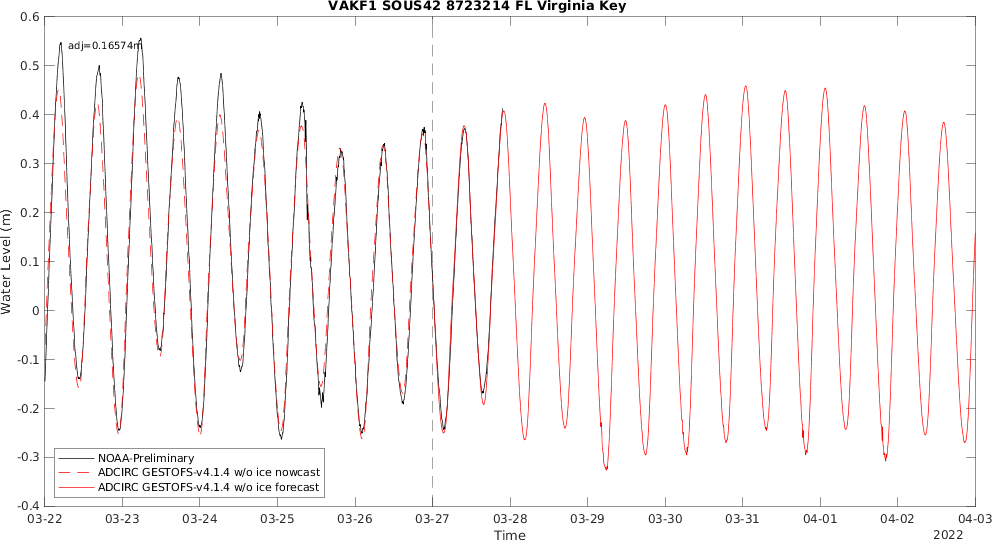 VAKF1 SOUS42 8723214 FL Virginia Key
adj=0.16574m
0.6
0.5
0.4
0.3
0.2
0.1
0
-0.1
-0.2
-0.3
-0.4
Water Level (m)
NOAA-Preliminary
ADCIRC GESTOFS-v4.1.4 w/o ice nowcast
ADCIRC GESTOFS-v4.1.4 w/o ice forecast
03-22 03-23 03-24 03-25 03-26 03-27 03-28 03-29 03-30 03-31 04-01 04-02 04-03
Time
2022